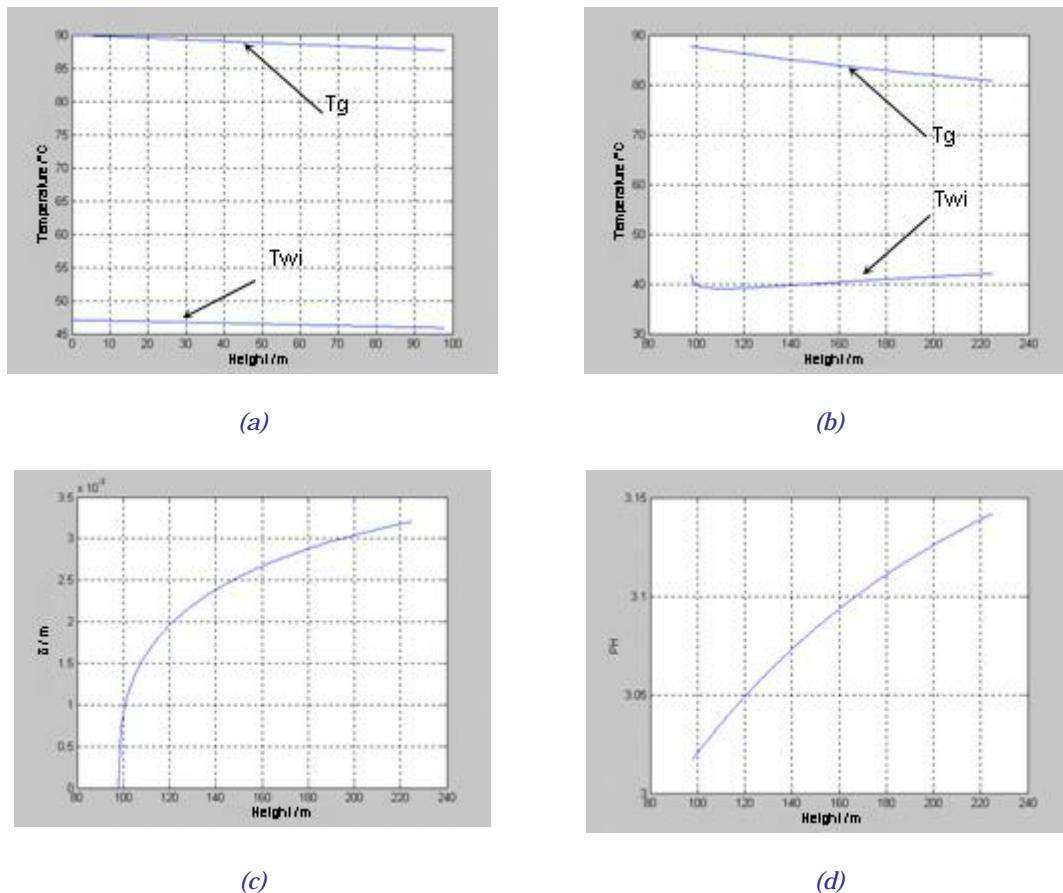 90
85
80
75
70
65
60
55
50
45
Temperature /°C
Tg
Twi
0 10 20 30 40 50 60 70 80 90 100
Height /m
(a)
90
80
70
60
50
40
30
Temperature /°C
Tg
Twi
80 100 120 140 160 180 200 220 240
Height /m
(b)
3.5
3
2.5
2
1.5
1
0.5
0
δ / m
80 100 120 140 160 180 200 220 240
Height /m
(c)
3.15
3.1
3.05
3
PH
80 100 120 140 160 180 200 220 240
Height /m
(d)